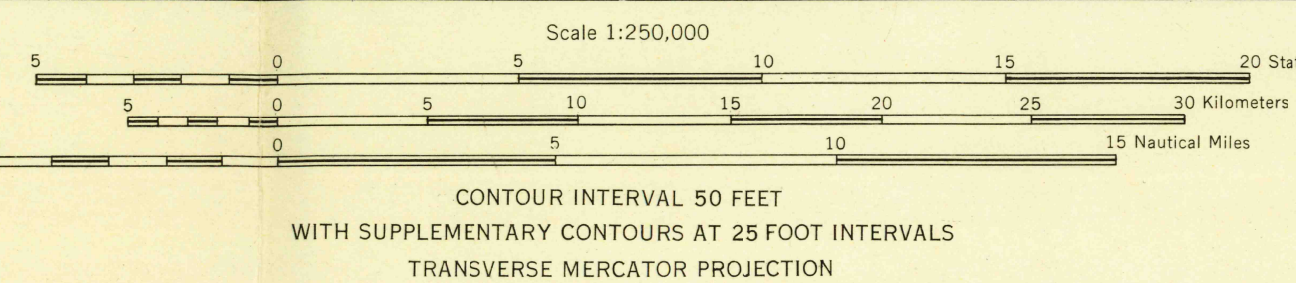 Scale 1:250,000
5 0 5 10 15 20
5 0 5 10 15 20 25 30 Kilometers
0 5 10 15 Nautical Miles
CONTOUR INTERVAL 50 FEET
WITH SUPPLEMENTARY CONTOURS AT 25 FOOT INTERVALS
TRANSVERSE MERCATOR PROJECTION